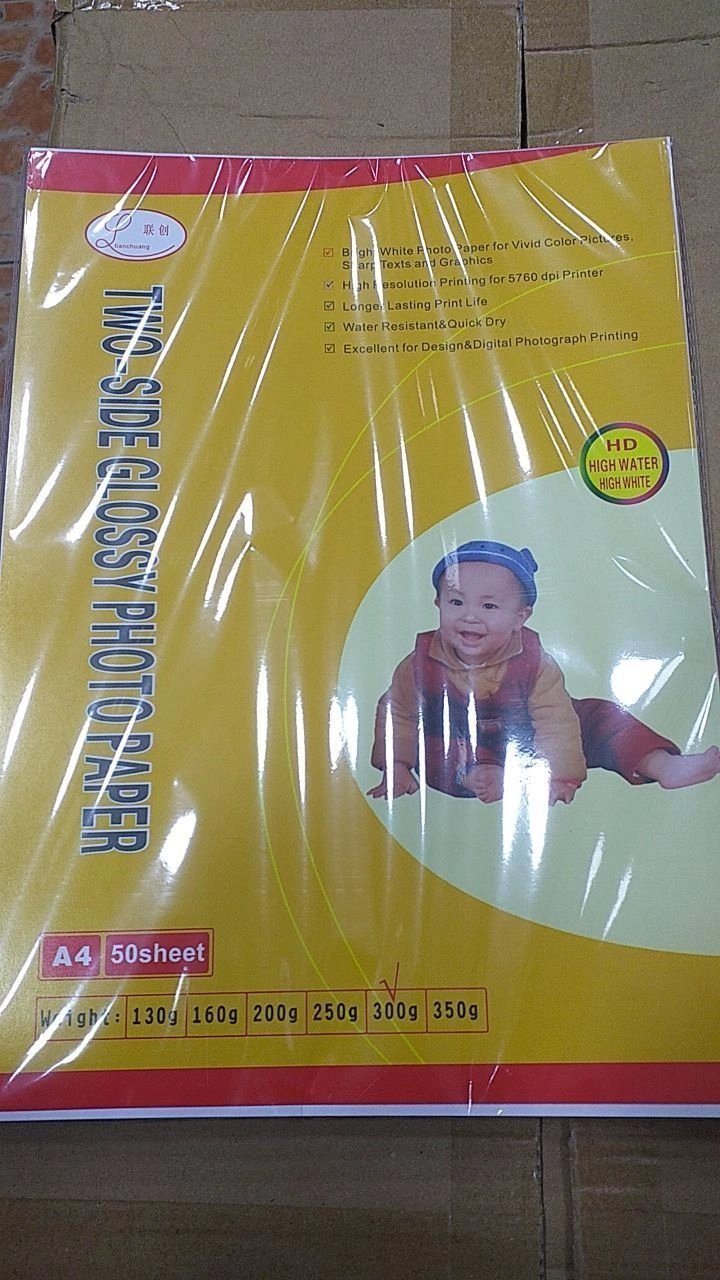 联创
Lianchuang
TWO-SIDE GLOSSY PHOTO PAPER
☑ Bright White Photo Paper for Vivid Color Pictures,
Sharp Texts and Graphics
☑ High Resolution Printing for 5760 dpi Printer
☑ Longer Lasting Print Life
☑ Water Resistant&Quick Dry
☑ Excellent for Design&Digital Photograph Printing
HD
HIGH WATER
HIGH WHITE
A4 50sheet
Weight: 130g 160g 200g 250g 300g 350g